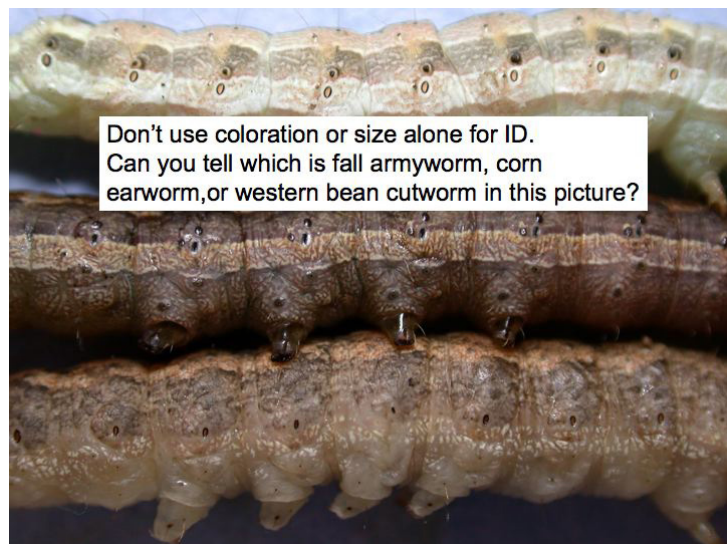 Don't use coloration or size alone for ID.
Can you tell which is fall armyworm, corn
earworm,or western bean cutworm in this picture?